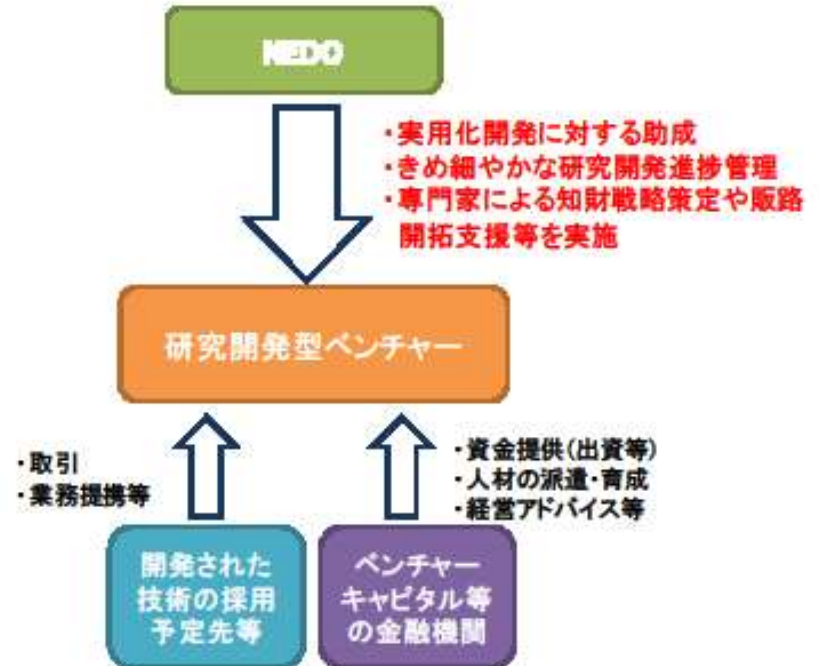 NEDO
・実用化開発に対する助成
・きめ細やかな研究開発進捗管理
・専門家による知財戦略策定や販路
開拓支援等を実施
研究開発型ベンチャー
・取引
・業務提携等
・資金提供(出資等)
・人材の派遣・育成
・経営アドバイス等
開発された
技術の採用
予定先等
ベンチャー
キャピタル等
の金融機関